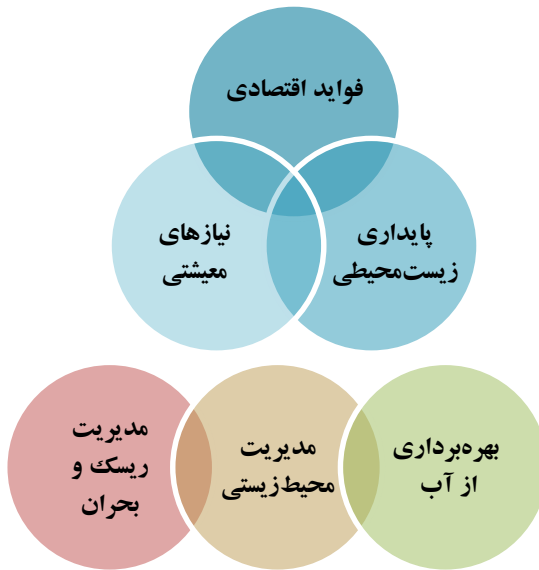 فواید اقتصادی
پایداری
زیست‌محیطی
نیازهای
معیشتی
بهره‌برداری
از آب
مدیریت
محیط‌زیستی
مدیریت
ریسک و
بحران